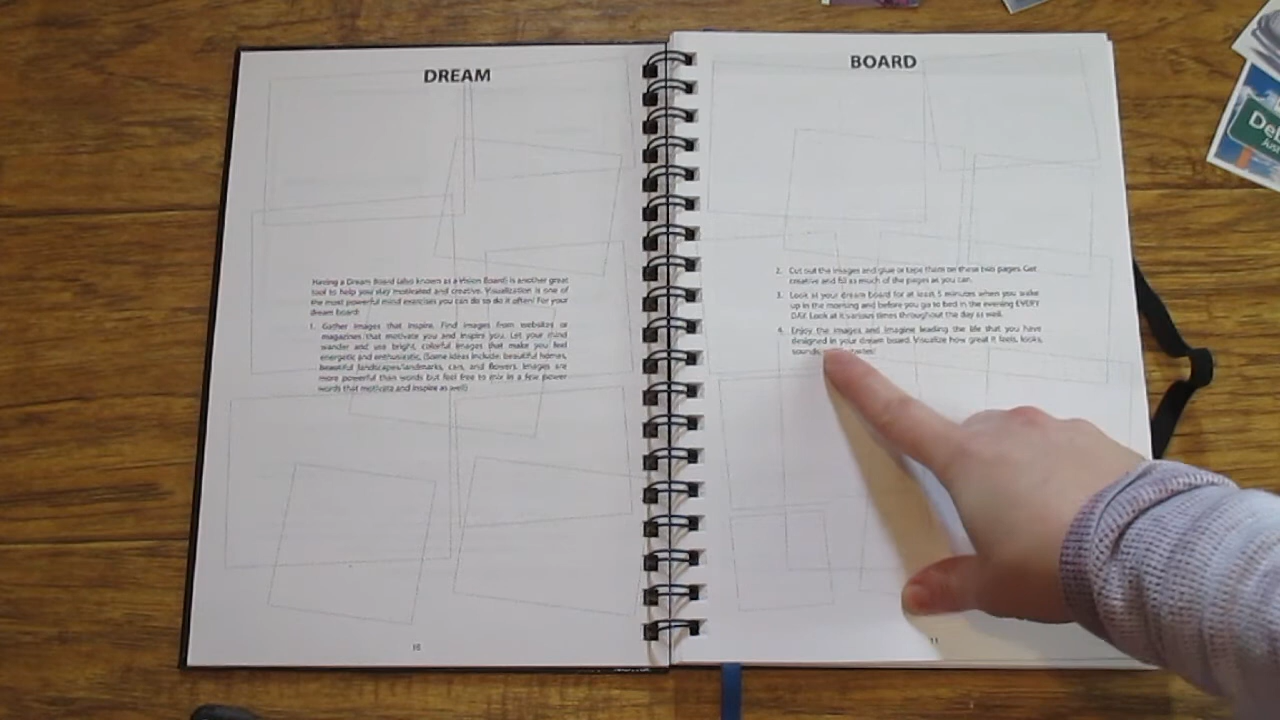 DREAM
Having a Dream Board (also known as a Vision Board) is another great
tool to help you stay motivated and creative. Visualization is one of
the most powerful mind exercises you can do so do it often! For your
dream board:
1. Gather images that inspire. Find images from websites or
magazines that motivate you and inspire you. Let your mind
wander and use bright, colorful images that make you feel
energetic and enthusiastic. (Some ideas include: beautiful homes,
beautiful landscapes/landmarks, cars, and flowers. Images are
more powerful than words but feel free to mix in a few power
words that motivate and inspire as well)
10
BOARD
2. Cut out the images and glue or tape them on these two pages. Get
creative and fill as much of the pages as you can.
3. Look at your dream board for at least 5 minutes when you wake
up in the morning and before you go to bed in the evening EVERY
DAY. Look at it various times throughout the day as well.
4. Enjoy the images and imagine leading the life that you have
designed in your dream board. Visualize how great it feels, looks,
sounds,
11
Just